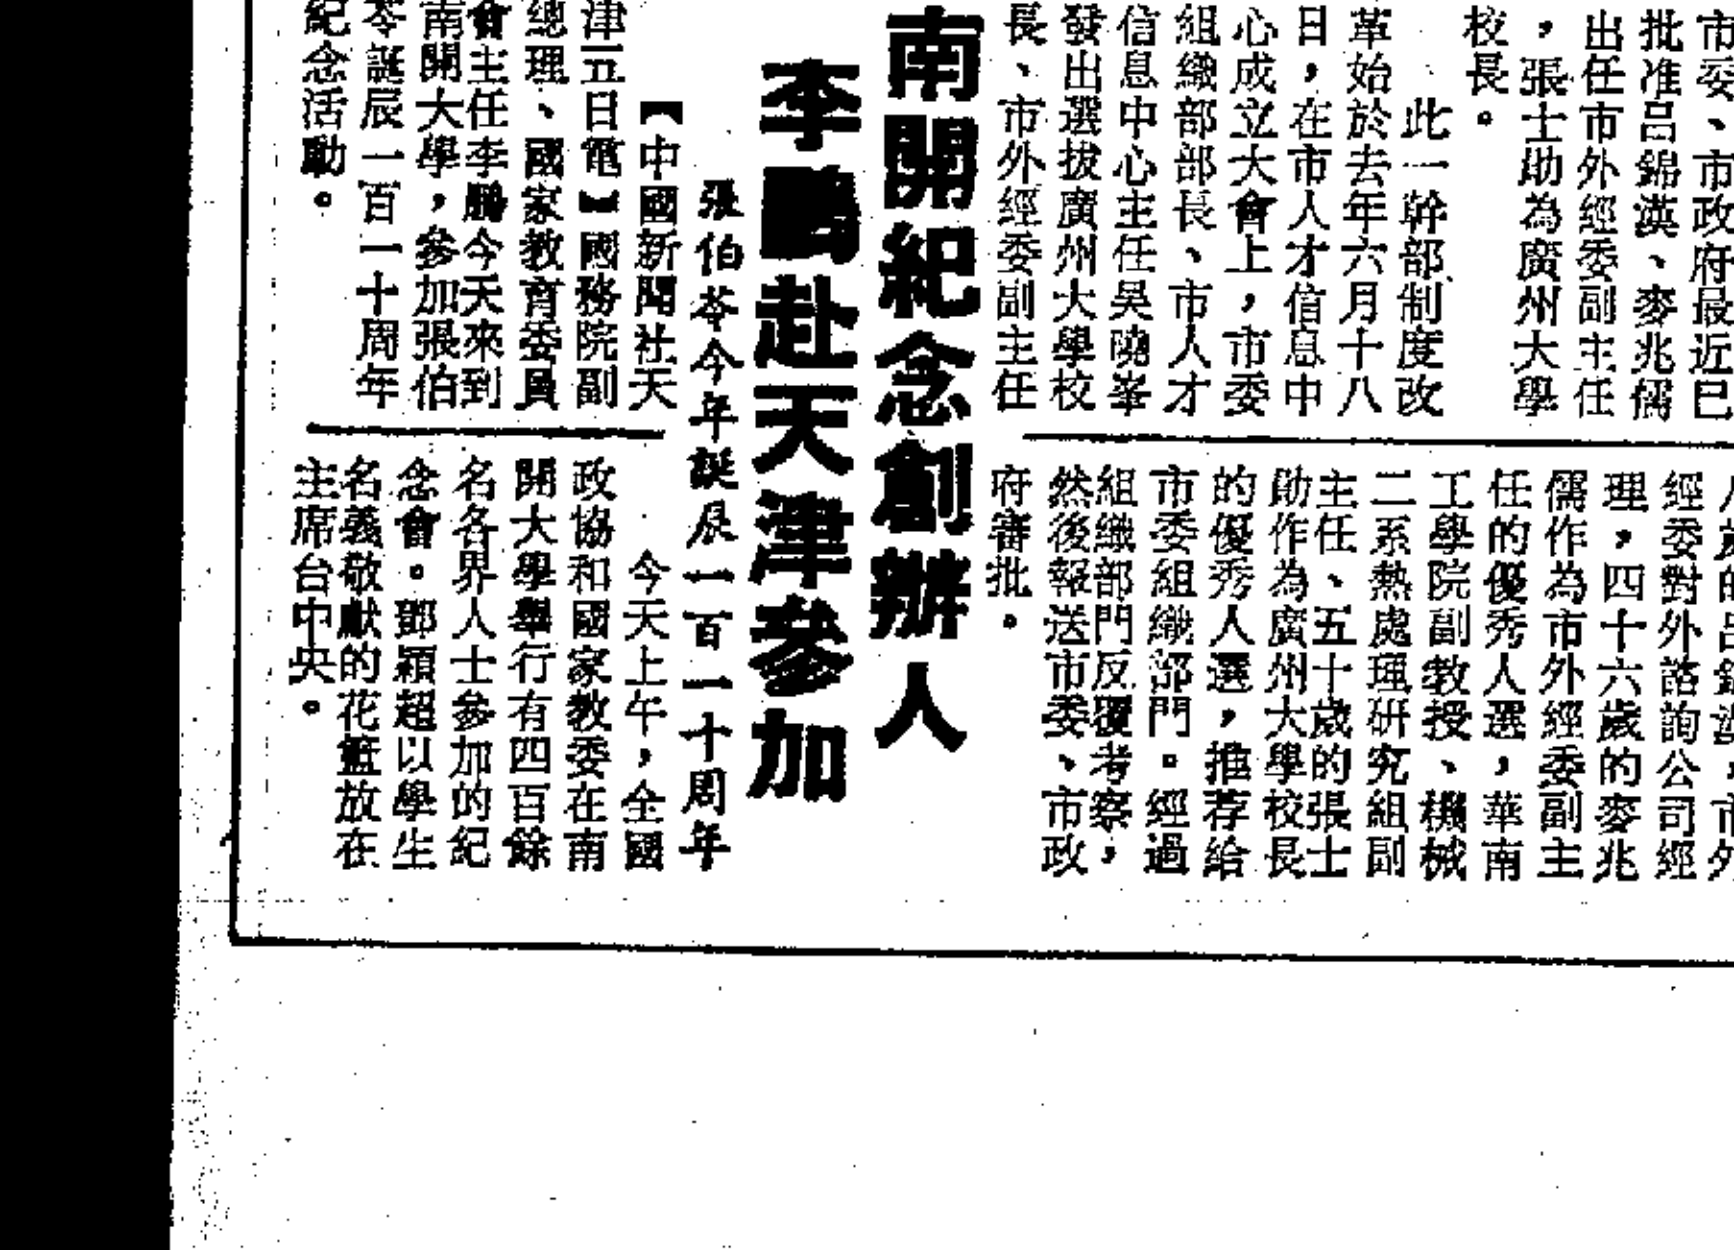 市委、市政府最近已
批准呂錦漢、麥兆儒
出任市外經委副主任
，張士助為廣州大學
校長。
此一幹部制度改
革始於去年六月十八
日，在市人才信息中
心成立大會上，市委
組織部部長、市人才
信息中心主任吳曉峯
發出選拔廣州大學校
長、市外經委副主任
經委對外諮詢公司經
理，四十六歲的麥兆
儒作為市外經委副主
任的優秀人選，華南
工學院副教授、機械
二系熱處理研究組副
主任、五十歲的張士
助作為廣州大學校長
的優秀人選，推荐給
市委組織部門。經過
組織部門反覆考察，
然後報送市委、市政
府審批。
南開紀念創辦人
李鵬赴天津參加
張伯苓今年誕辰一百一十周年
【中國新聞社天
津五日電】國務院副
總理、國家教育委員
會主任李鵬今天來到
南開大學，參加張伯
苓誕辰一百一十周年
紀念活動。
今天上午，全國
政協和國家教委在南
開大學舉行有四百餘
名各界人士參加的紀
念會。鄧穎超以學生
名義敬獻的花籃放在
主席台中央。